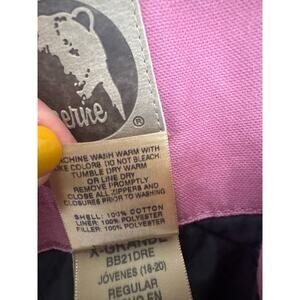 erine
®
MACHINE WASH WARM WITH
LIKE COLORS. DO NOT BLEACH.
TUMBLE DRY WARM
OR LINE DRY
REMOVE PROMPTLY
CLOSE ALL ZIPPERS AND
CLOSURES PRIOR TO WASHING
SHELL: 100% COTTON
LINER: 100% POLYESTER
FILLER: 100% POLYESTER
X-GRANDE
BB21DRE
JÓVENES (18-20)
REGULAR